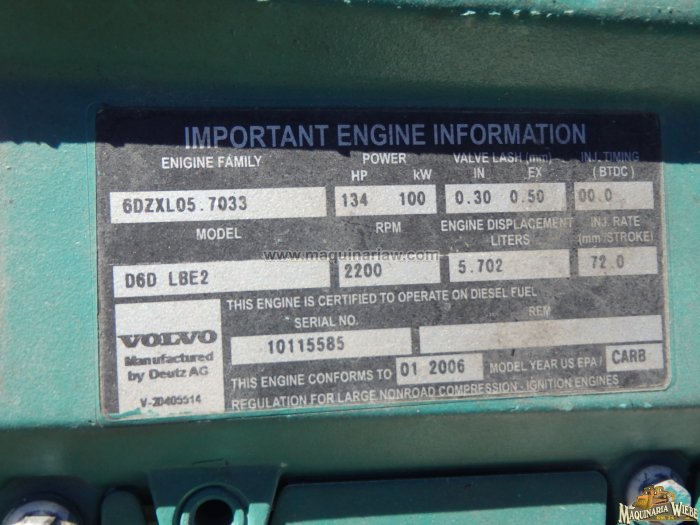 IMPORTANT ENGINE INFORMATION
ENIGINE FAMILY POWER VALVE LASH (mm) INJ. TIMING
HP kW IN EX (BTDC)
6DZXL05.7033 134 100 0.30 0.50 00.0
MODEL RPM ENGINE DISPLACEMENT LITERS INJ. RATE (mm³/STROKE)
www.maquinariaw.com
D6D LBE2 2200 5.702 72.0
THIS ENGINE IS CERTIFIED TO OPERATE ON DIESEL FUEL
SERIAL NO. REM
VOLVO
Manufactured
by Deutz AG
V-20405514
10115585
THIS ENGINE CONFORMS TO 01 2006 MODEL YEAR US EPA / CARB
REGULATION FOR LARGE NONROAD COMPRESSION - IGNITION ENGINES
MAQUINARIA WIEBE